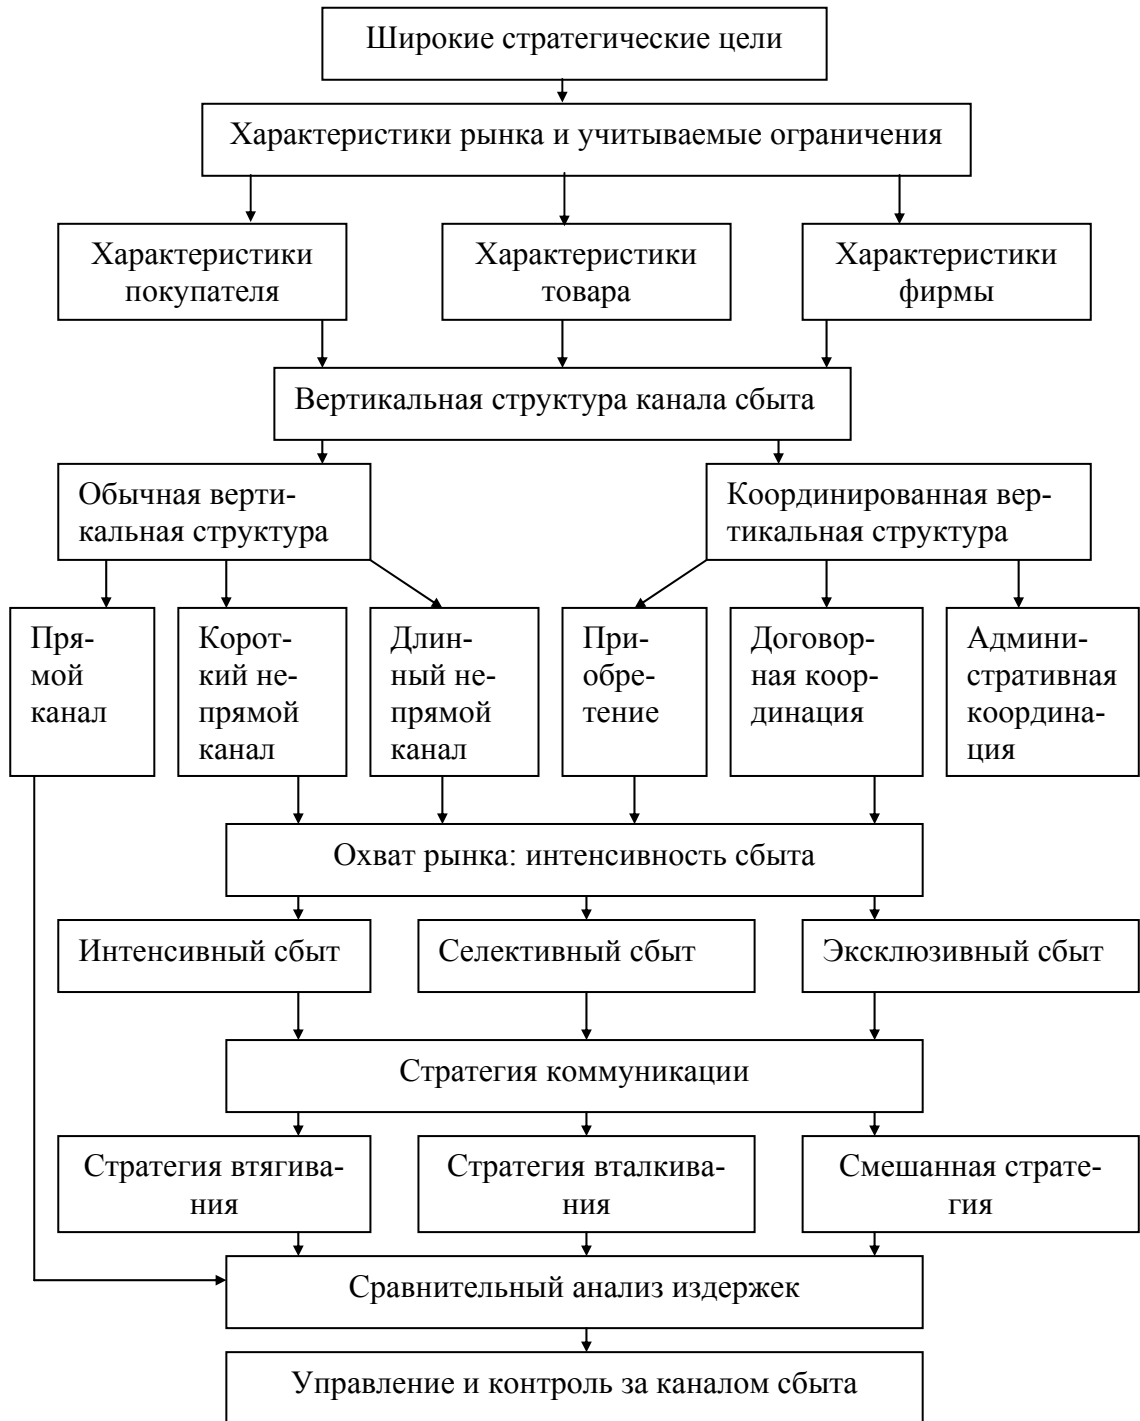 Широкие стратегические цели
Характеристики рынка и учитываемые ограничения
Характеристики
покупателя
Характеристики
товара
Характеристики
фирмы
Вертикальная структура канала сбыта
Обычная верти-
кальная структура
Координированная вер-
тикальная структура
Пря-
мой
канал
Корот-
кий не-
прямой
канал
Длин-
ный не-
прямой
канал
При-
обре-
тение
Договор-
ная коор-
динация
Админи-
стративная
координа-
ция
Охват рынка: интенсивность сбыта
Интенсивный сбыт
Селективный сбыт
Эксклюзивный сбыт
Стратегия коммуникации
Стратегия втягива-
ния
Стратегия вталкива-
ния
Смешанная страте-
гия
Сравнительный анализ издержек
Управление и контроль за каналом сбыта